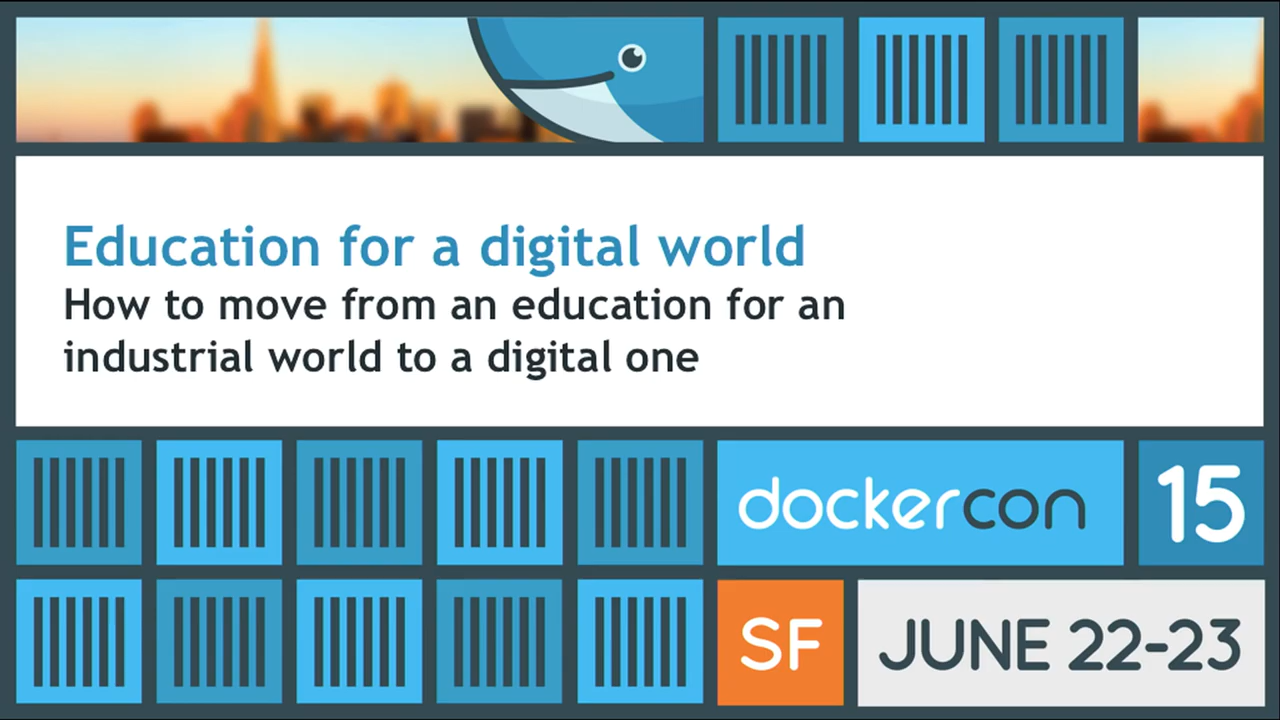 Education for a digital world
How to move from an education for an
industrial world to a digital one
dockercon
15
SF
JUNE 22-23